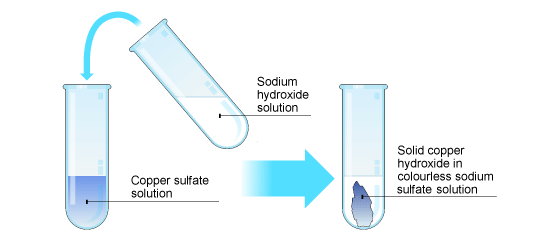 Sodium
hydroxide
solution
Copper sulfate
solution
Solid copper
hydroxide in
colourless sodium
sulfate solution